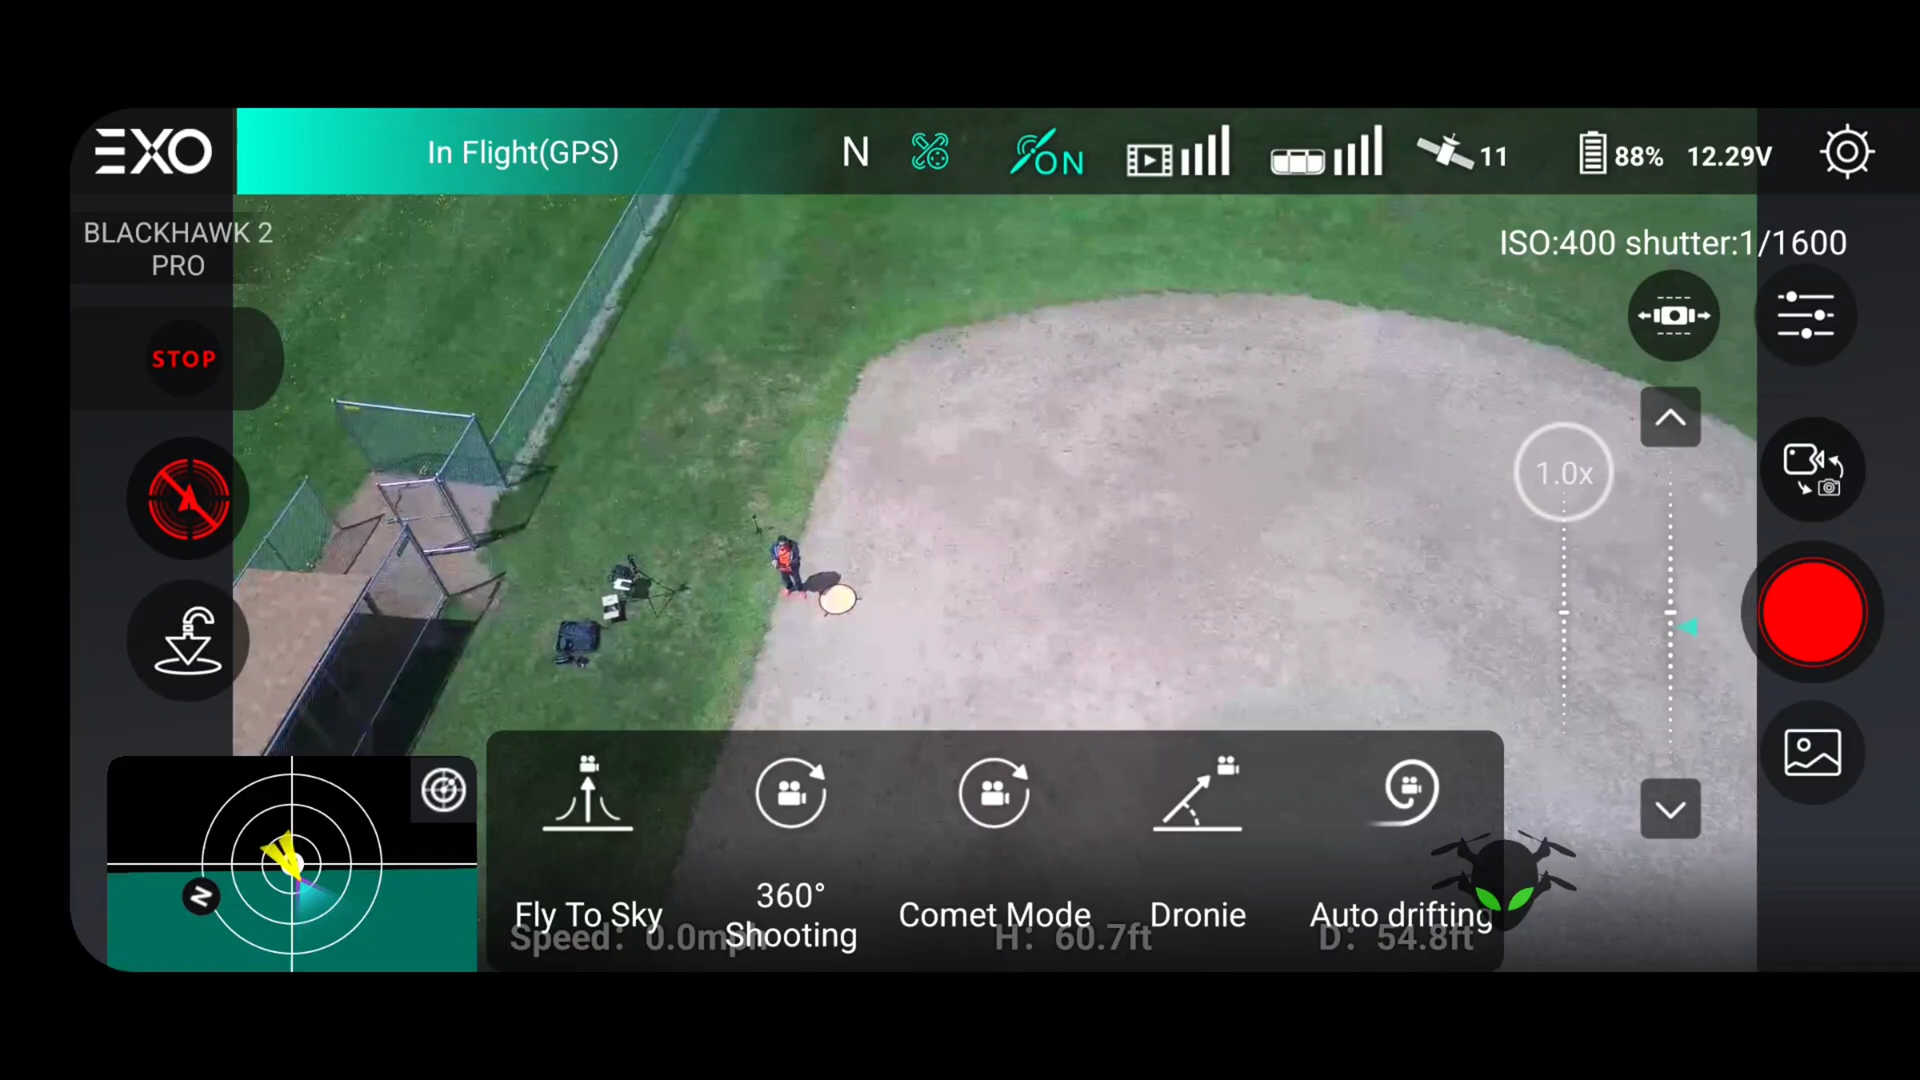 EXO
In Flight(GPS)
N
ON
11
88%
12.29V
BLACKHAWK 2
PRO
ISO:400 shutter:1/1600
STOP
1.0x
N
Fly To Sky
360°
Shooting
Comet Mode
Dronie
Auto drifting
Speed: 0.0mph
H: 60.7ft
D: 54.8ft